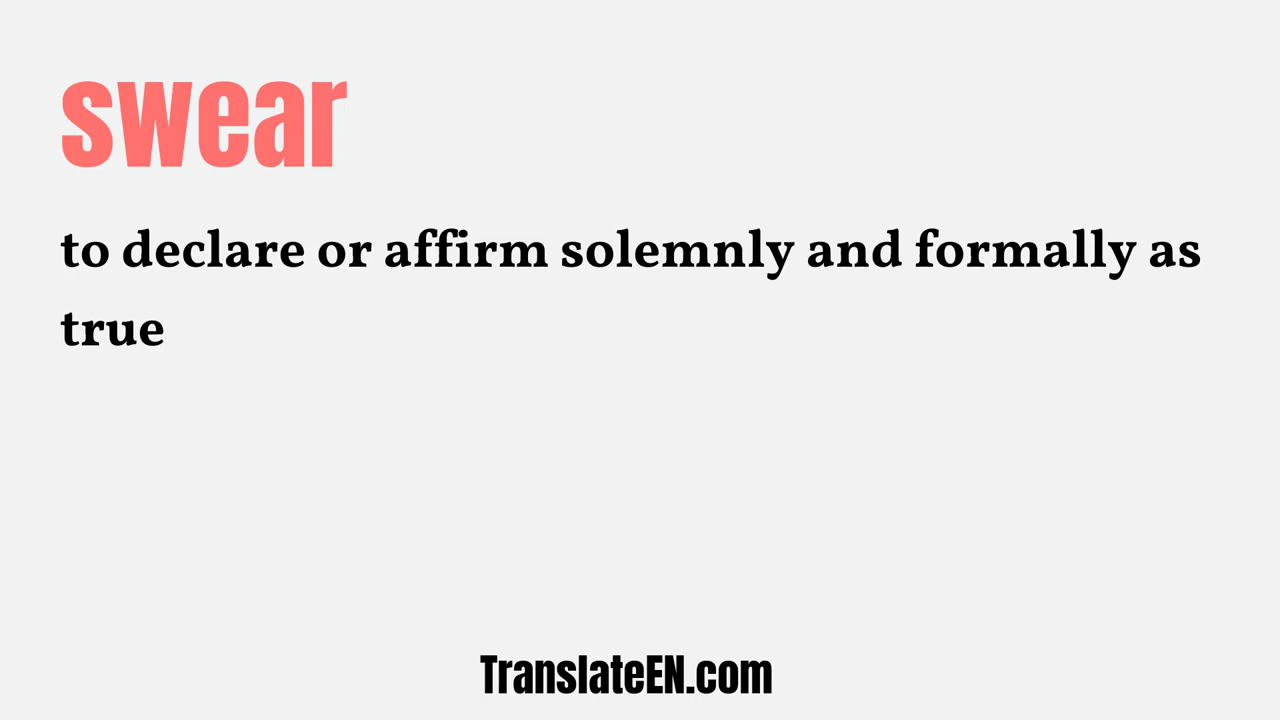 swear
to declare or affirm solemnly and formally as
true
TranslateEN.com